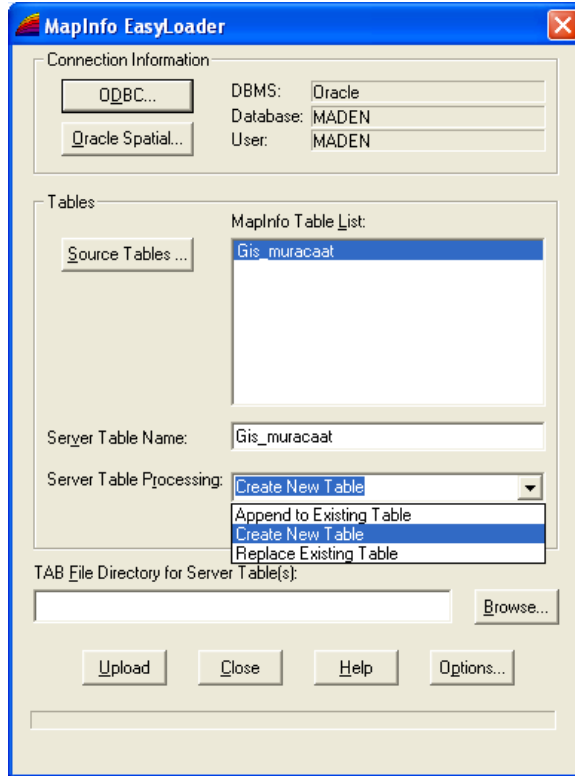 MapInfo EasyLoader
Connection Information
ODBC...
DBMS: Oracle
Database: MADEN
Oracle Spatial...
User: MADEN
Tables
MapInfo Table List:
Source Tables ...
Gis_muracaat
Server Table Name: Gis_muracaat
Server Table Processing: Create New Table
Append to Existing Table
Create New Table
Replace Existing Table
TAB File Directory for Server Table(s):
Browse...
Upload Close Help Options...